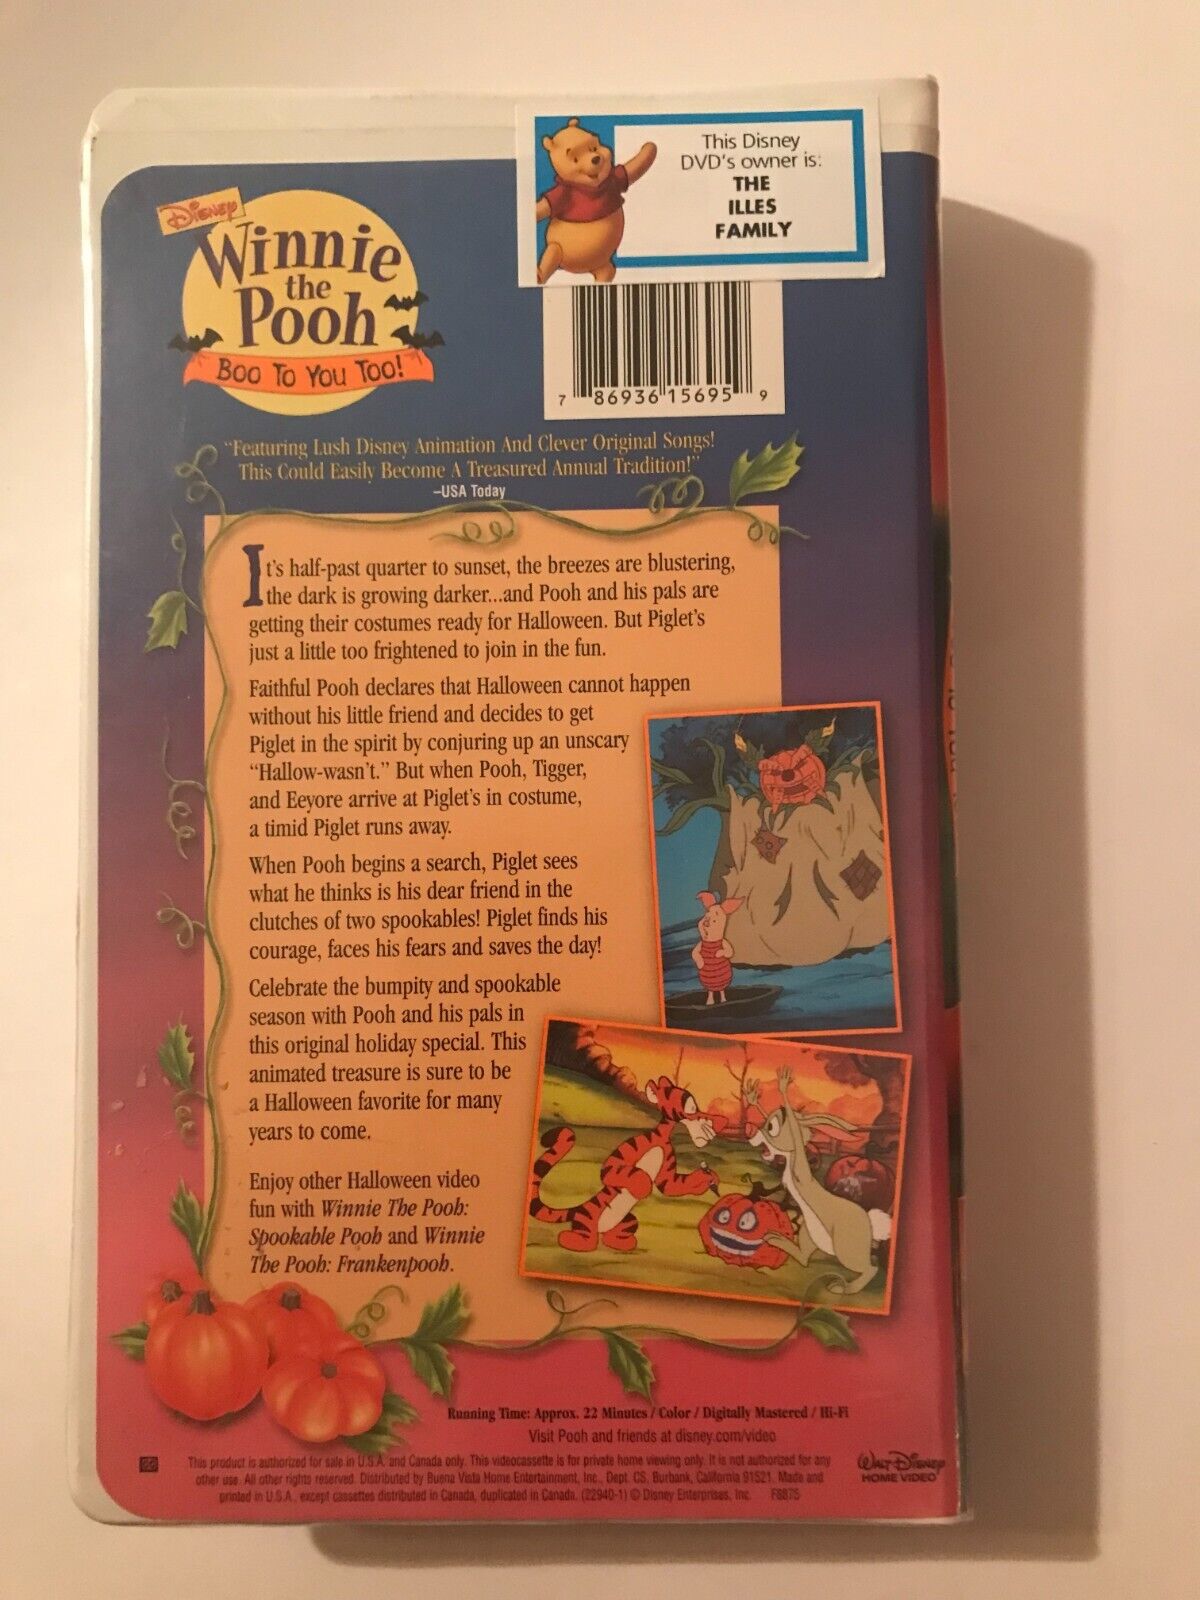 This Disney
DVD's owner is:
THE
ILLES
FAMILY
Disney
Winnie
the
Pooh
Boo To You Too!
7 86936 15695 9
"Featuring Lush Disney Animation And Clever Original Songs!
This Could Easily Become A Treasured Annual Tradition!"
–USA Today
It's half-past quarter to sunset, the breezes are blustering,
the dark is growing darker...and Pooh and his pals are
getting their costumes ready for Halloween. But Piglet's
just a little too frightened to join in the fun.
Faithful Pooh declares that Halloween cannot happen
without his little friend and decides to get
Piglet in the spirit by conjuring up an unscary
"Hallow-wasn't." But when Pooh, Tigger,
and Eeyore arrive at Piglet's in costume,
a timid Piglet runs away.
When Pooh begins a search, Piglet sees
what he thinks is his dear friend in the
clutches of two spookables! Piglet finds his
courage, faces his fears and saves the day!
Celebrate the bumpity and spookable
season with Pooh and his pals in
this original holiday special. This
animated treasure is sure to be
a Halloween favorite for many
years to come.
Enjoy other Halloween video
fun with Winnie The Pooh:
Spookable Pooh and Winnie
The Pooh: Frankenpooh.
Running Time: Approx. 22 Minutes / Color / Digitally Mastered / Hi-Fi
Visit Pooh and friends at disney.com/video
This product is authorized for sale in U.S.A. and Canada only. This videocassette is for private home viewing only. It is not authorized for any
other use. All other rights reserved. Distributed by Buena Vista Home Entertainment, Inc., Dept. CS, Burbank, California 91521. Made and
printed in U.S.A., except cassettes distributed in Canada, duplicated in Canada. (22940-1) © Disney Enterprises, Inc. F8875
Walt Disney
HOME VIDEO